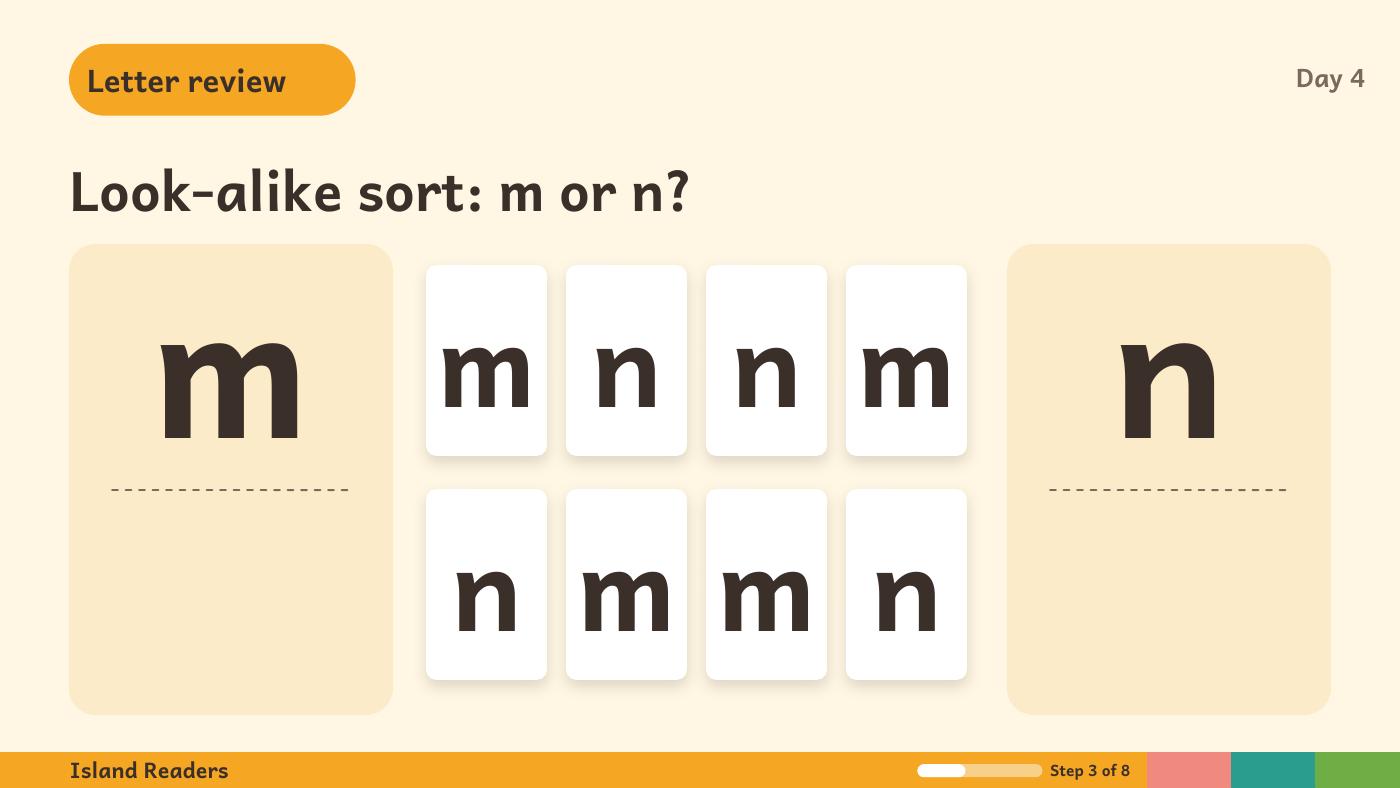 Letter review
Day 4
Look-alike sort: m or n?
m
m n n m
n m m n
n
Island Readers
Step 3 of 8